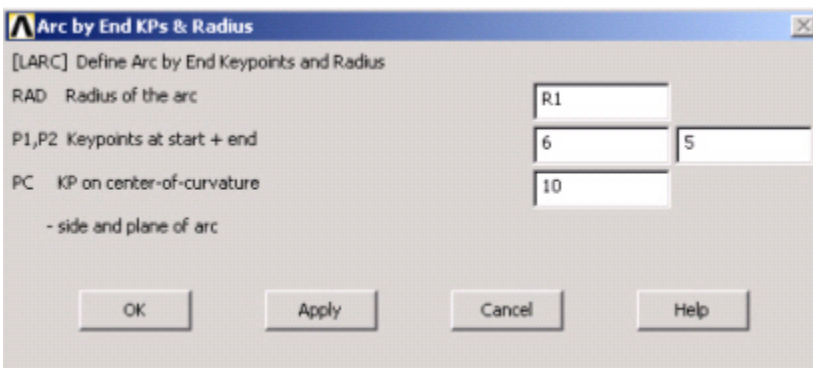 Arc by End KPs & Radius
[LARC] Define Arc by End Keypoints and Radius
RAD Radius of the arc R1
P1,P2 Keypoints at start + end 6 5
PC KP on center-of-curvature 10
- side and plane of arc
OK Apply Cancel Help